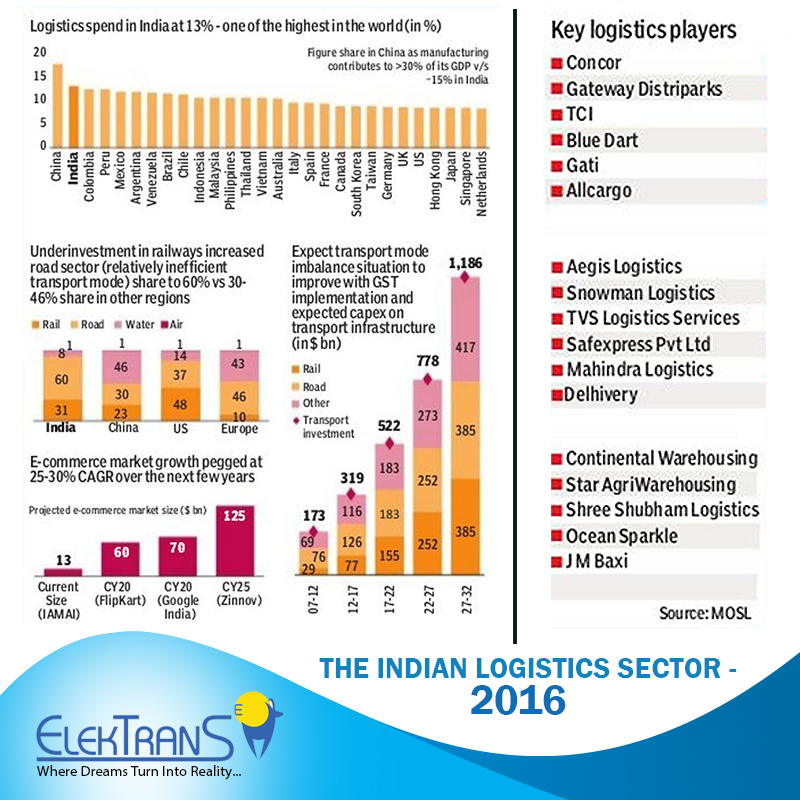 Logistics spend in India at 13% - one of the highest in the world (in %)
Figure share in China as manufacturing
contributes to >30% of its GDP v/s
~15% in India
20
15
10
5
0
China
India
Colombia
Peru
Mexico
Argentina
Venezuela
Brazil
Chile
Indonesia
Malaysia
Philippines
Thailand
Vietnam
Australia
Italy
Spain
France
Canada
South Korea
Taiwan
Germany
UK
US
Hong Kong
Japan
Singapore
Netherlands
Underinvestment in railways increased
road sector (relatively inefficient
transport mode) share to 60% vs 30-
46% share in other regions
Rail Road Water Air
1 1 1 1
8 46 14 43
60 30 37 46
31 23 48 10
India China US Europe
E-commerce market growth pegged at
25-30% CAGR over the next few years
Projected e-commerce market size ($ bn)
13 60 70 125
Current
Size
(IAMAI)
CY20
(FlipKart)
CY20
(Google
India)
CY25
(Zinnov)
Expect transport mode
imbalance situation to
improve with GST
implementation and
expected capex on
transport infrastructure
(in $ bn)
Rail
Road
Other
Transport
investment
173
69
76
29
07-12
319
116
126
77
12-17
522
183
183
155
17-22
778
273
252
252
22-27
1,186
417
385
385
27-32
Key logistics players
Concor
Gateway Distriparks
TCI
Blue Dart
Gati
Allcargo
Aegis Logistics
Snowman Logistics
TVS Logistics Services
Safexpress Pvt Ltd
Mahindra Logistics
Delhivery
Continental Warehousing
Star AgriWarehousing
Shree Shubham Logistics
Ocean Sparkle
J M Baxi
Source: MOSL
THE INDIAN LOGISTICS SECTOR -
2016
ELEKTRANS
Where Dreams Turn Into Reality...